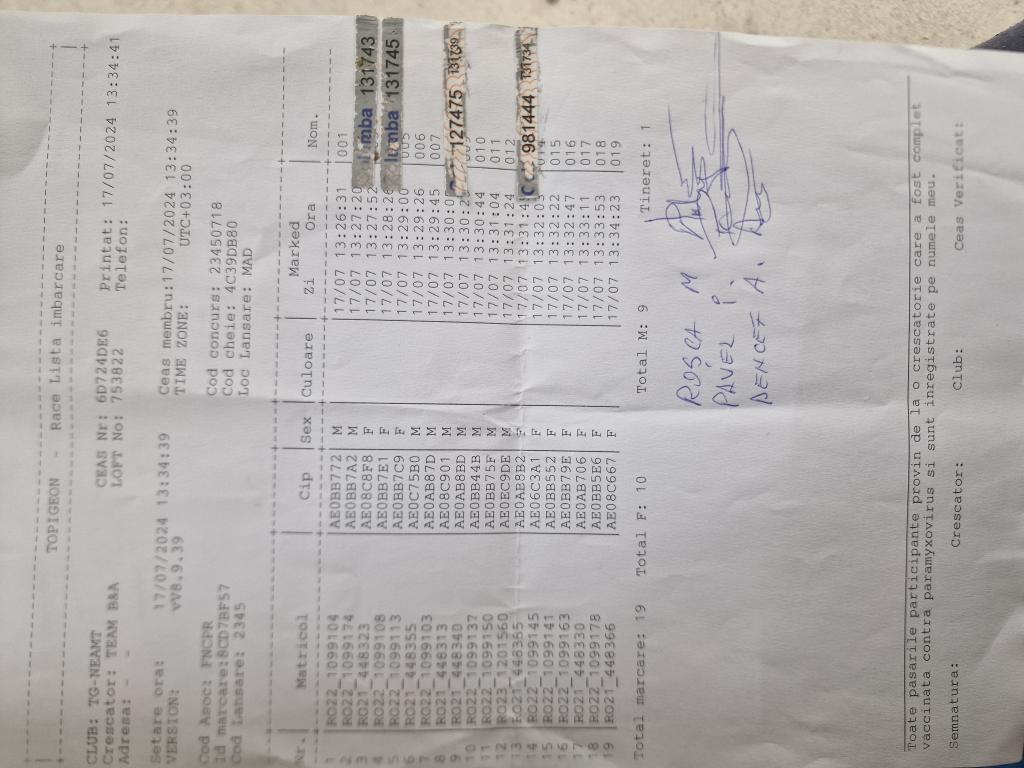 TOPIGEON - Race Lista imbarcare
CLUB: TG-NEAMT CEAS Nr: 6D724DE6 Printat: 17/07/2024 13:34:41
Crescator: TEAM B&A LOFT No: 753822 Telefon:
Adresa: - -
Setare ora: 17/07/2024 13:34:39 Ceas membru:17/07/2024 13:34:39
VERSION: vV8.9.39 TIME ZONE: UTC+03:00
Cod Asoc: FNCPR Cod concurs: 23450718
Id marcare:8CD7BF57 Cod cheie: 4C39DB80
Cod Lansare: 2345 Loc Lansare: MAD
Marked
Nr. Matricol Cip Sex Culoare Zi Ora Nom.
1 RO22_1099104 AE0BB772 M 17/07 13:26:31 001
2 RO22_1099174 AE0BB7A2 M 17/07 13:27:20
3 RO21_448323 AE08C8F8 F 17/07 13:27:52 131743
4 RO22_1099108 AE0BB7E1 F 17/07 13:28:26 131745
5 RO22_1099113 AE0BB7C9 F 17/07 13:29:00 005
6 RO21_448355 AE0C75B0 M 17/07 13:29:26 006
7 RO22_1099103 AE0AB87D M 17/07 13:29:45 007
8 RO21_448313 AE08C901 M 17/07 13:30:05
9 RO21_448340 AE0AB8BD M 17/07 127475 131739
10 RO22_1099137 AE0BB44B M 17/07 13:30:44 010
11 RO22_1099150 AE0BB75F M 17/07 13:31:04 011
12 RO23_1201560 AE0EC9DE M 17/07 13:31:24 012
13 RO21_448365 AE0AB8B2 F 17/07 981444 131734
14 RO22_1099145 AE06C3A1 F 17/07 13:32:0
15 RO22_1099141 AE0BB552 F 17/07 13:32:22 015
16 RO22_1099163 AE0BB79E F 17/07 13:32:47 016
17 RO21_448330 AE0AB706 F 17/07 13:33:11 017
18 RO22_1099178 AE0BB5E6 F 17/07 13:33:53 018
19 RO21_448366 AE08C667 F 17/07 13:34:23 019
Total marcare: 19 Total F: 10 Total M: 9 Tineret: 1
ROȘCA M
PAVEL P.
Toate pasarile participante provin de la o crescatorie care a fost complet
vaccinata contra paramyxovirus si sunt inregistrate pe numele meu.
Semnatura: Crescator: Club: Ceas Verificat: